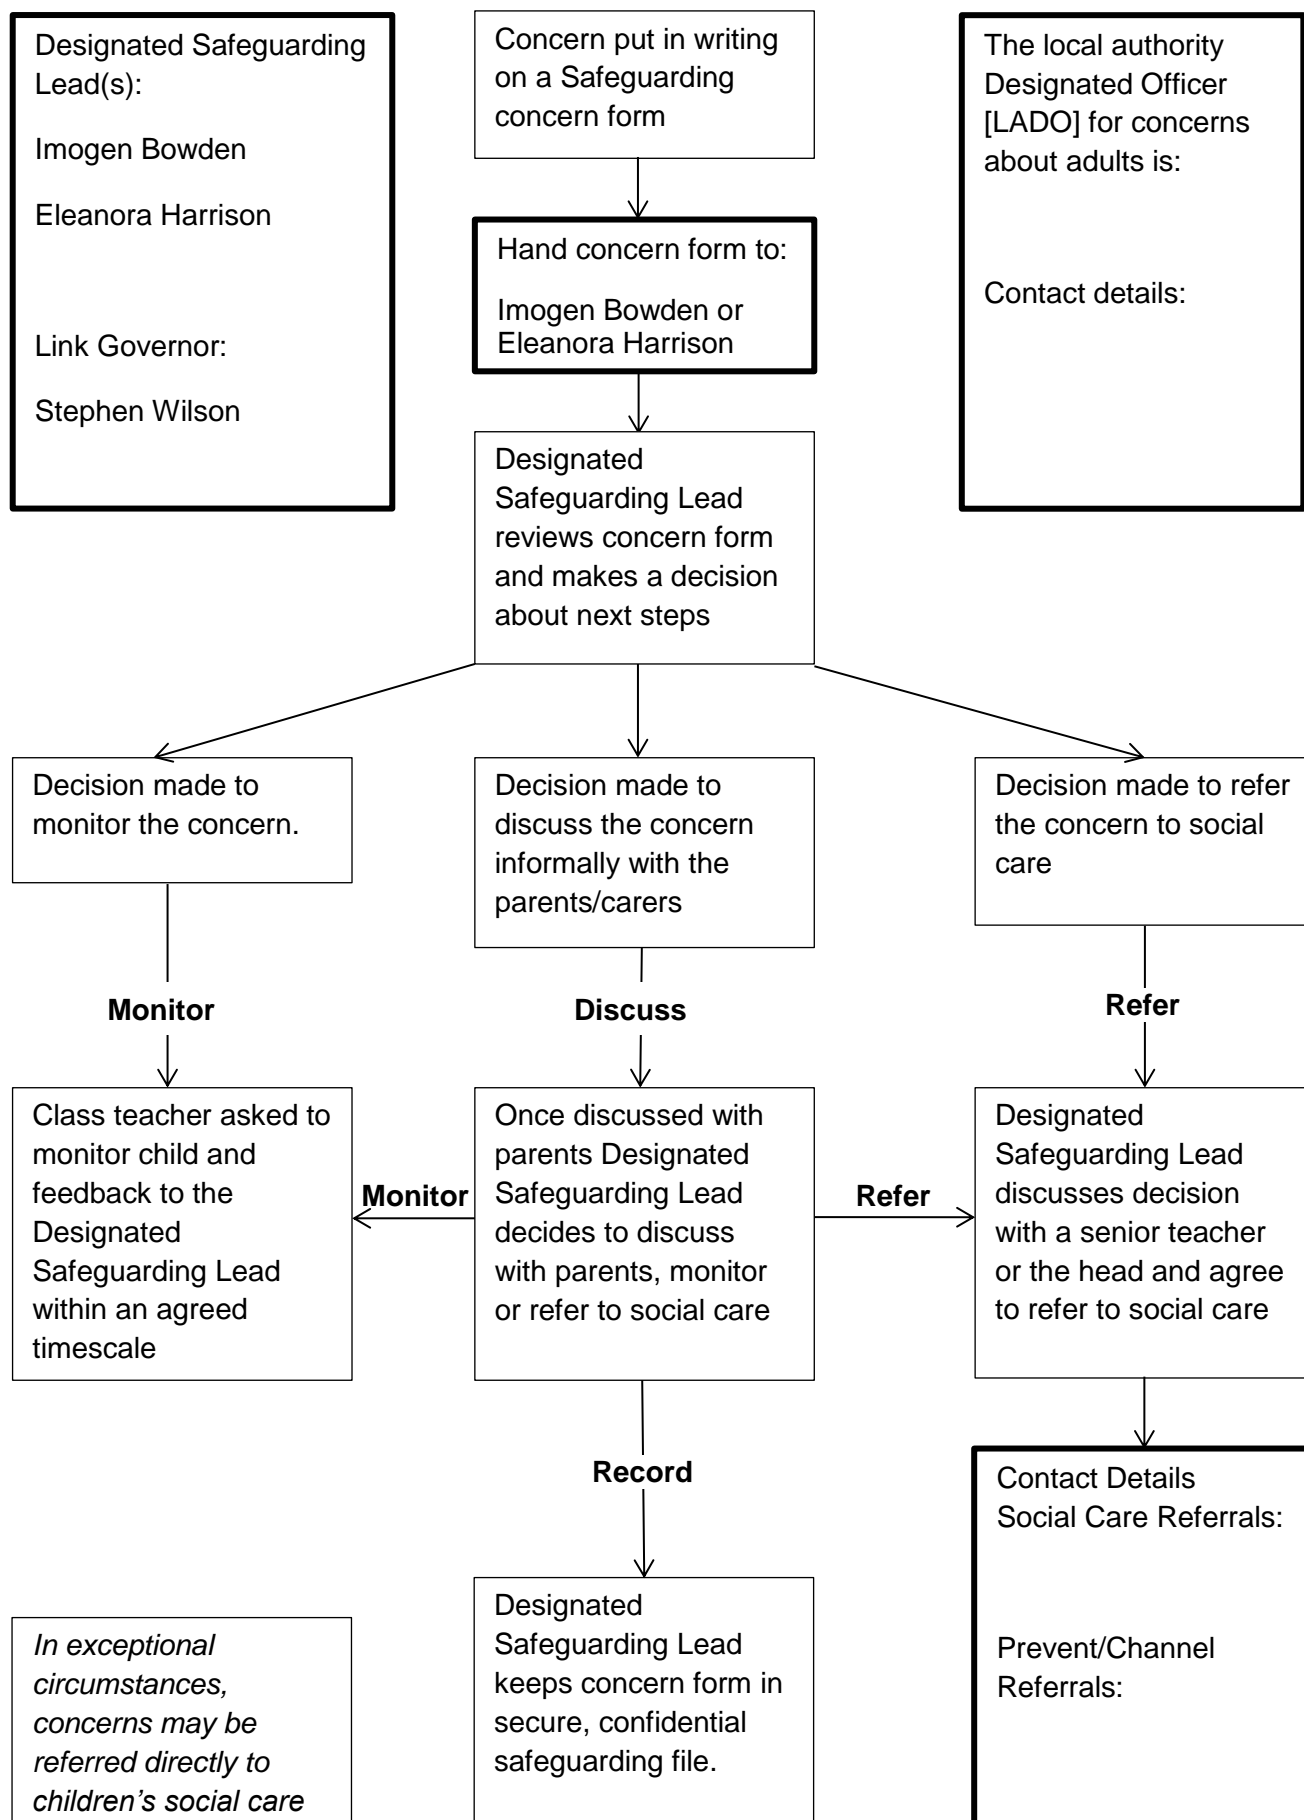 Designated Safeguarding
Lead(s):
Imogen Bowden
Eleanora Harrison
Link Governor:
Stephen Wilson
Concern put in writing
on a Safeguarding
concern form
The local authority
Designated Officer
[LADO] for concerns
about adults is:
Contact details:
Hand concern form to:
Imogen Bowden or
Eleanora Harrison
Designated
Safeguarding Lead
reviews concern form
and makes a decision
about next steps
Decision made to
monitor the concern.
Decision made to
discuss the concern
informally with the
parents/carers
Decision made to refer
the concern to social
care
Monitor
Discuss
Refer
Class teacher asked to
monitor child and
feedback to the
Designated
Safeguarding Lead
within an agreed
timescale
Monitor
Once discussed with
parents Designated
Safeguarding Lead
decides to discuss
with parents, monitor
or refer to social care
Refer
Designated
Safeguarding Lead
discusses decision
with a senior teacher
or the head and agree
to refer to social care
Record
Contact Details
Social Care Referrals:
Prevent/Channel
Referrals:
Designated
Safeguarding Lead
keeps concern form in
secure, confidential
safeguarding file.
In exceptional
circumstances,
concerns may be
referred directly to
children’s social care